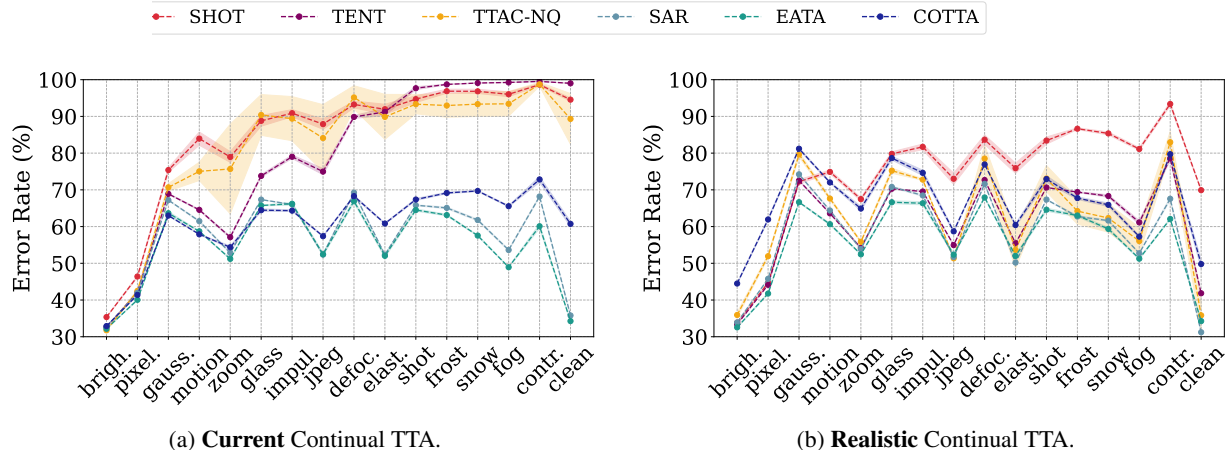 SHOT TENT TTAC-NQ SAR EATA COTTA
Error Rate (%)
100
90
80
70
60
50
40
30
brigh. pixel. gauss. motion zoom glass impul. jpeg defoc. elast. shot frost snow fog contr. clean
(a) Current Continual TTA.
Error Rate (%)
100
90
80
70
60
50
40
30
brigh. pixel. gauss. motion zoom glass impul. jpeg defoc. elast. shot frost snow fog contr. clean
(b) Realistic Continual TTA.